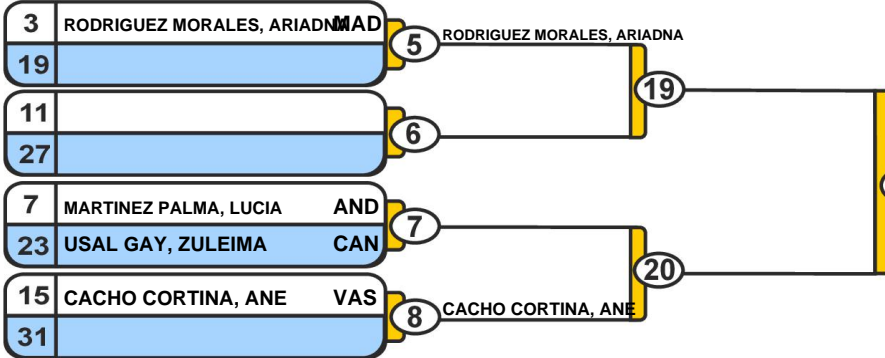 3 RODRIGUEZ MORALES, ARIADNA MAD
19
5
RODRIGUEZ MORALES, ARIADNA
19
11
27
6
7 MARTINEZ PALMA, LUCIA AND
23 USAL GAY, ZULEIMA CAN
7
20
15 CACHO CORTINA, ANE VAS
31
8
CACHO CORTINA, ANE